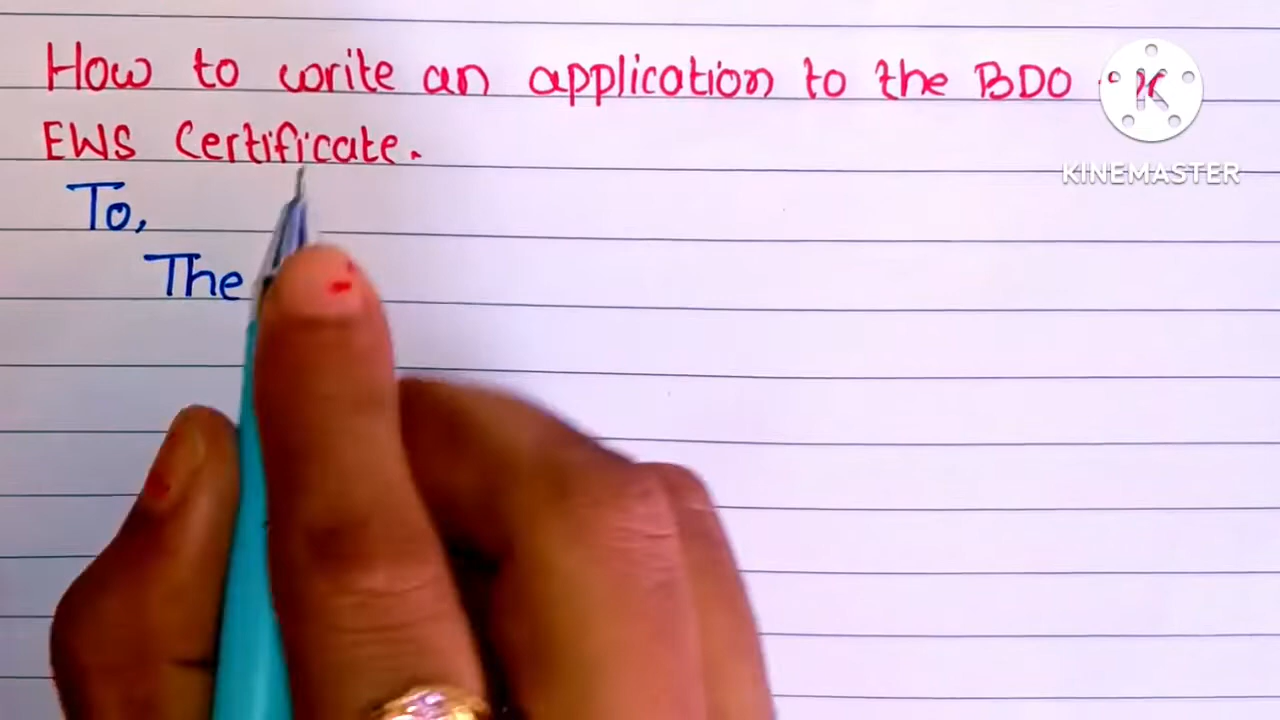 How to write an application to the BDO
EWS Certificate.
To,
The
K
KINEMASTER